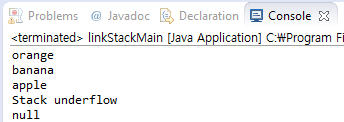 Problems @ Javadoc Declaration Console
<terminated> linkStackMain [Java Application] C:₩Program Fi
orange
banana
apple
Stack underflow
null